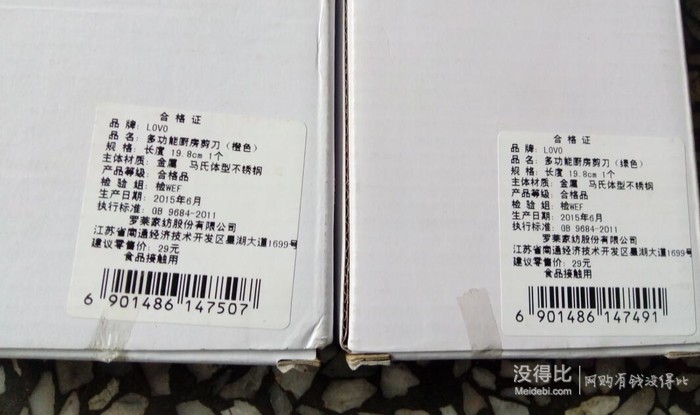 合格证
品 牌: LOVO
品 名: 多功能厨房剪刀（橙色）
规 格: 长度 19.8cm 1个
主体材质: 金属 马氏体型不锈钢
产品等级: 合格品
检 验 组: 检WEF
生产日期: 2015年6月
执行标准: GB 9684-2011
罗莱家纺股份有限公司
江苏省南通经济技术开发区星湖大道1699号
建议零售价: 29元
食品接触用
6 901486 147507
合格证
品 牌: LOVO
品 名: 多功能厨房剪刀（绿色）
规 格: 长度 19.8cm 1个
主体材质: 金属 马氏体型不锈钢
产品等级: 合格品
检 验 组: 检WEF
生产日期: 2015年6月
执行标准: GB 9684-2011
罗莱家纺股份有限公司
江苏省南通经济技术开发区星湖大道1699号
建议零售价: 29元
食品接触用
6 901486 147491
没得比 网购有钱没得比
Meidebi.com